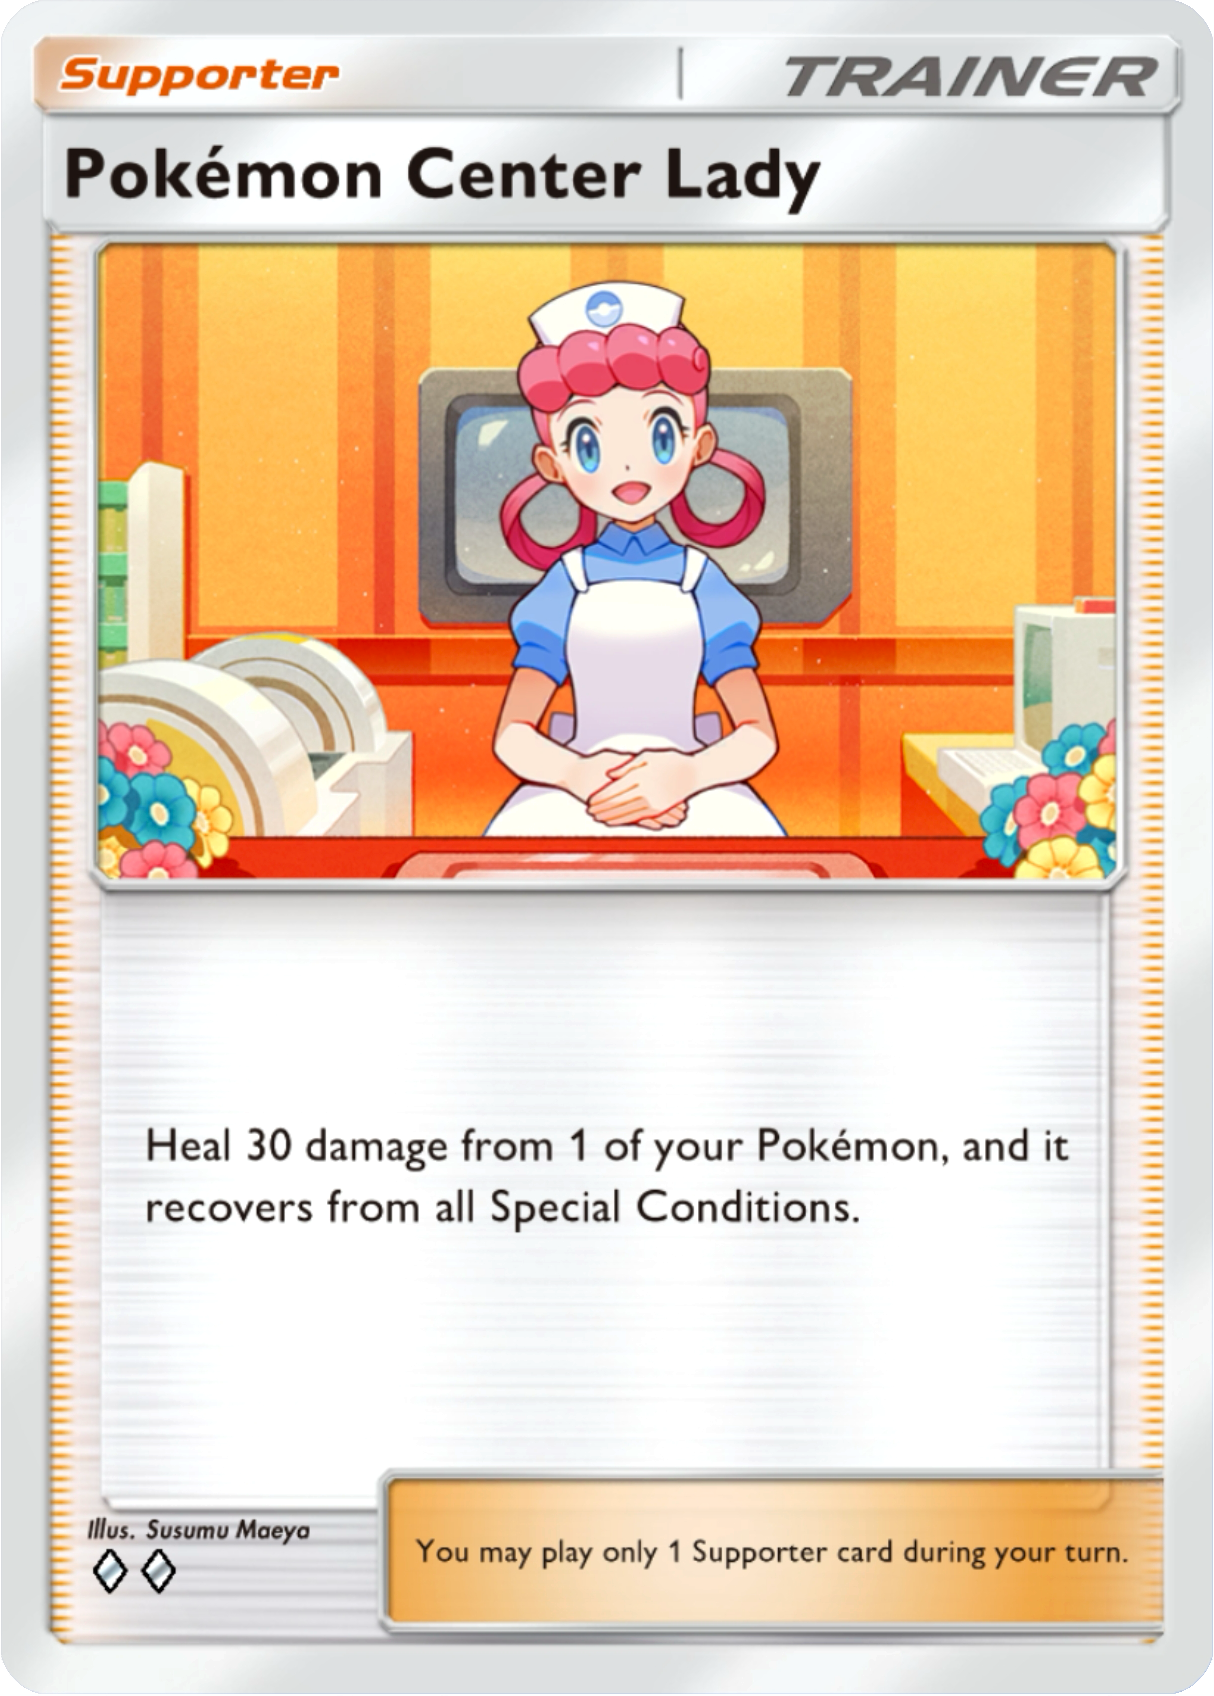 Supporter
TRAINER
Pokémon Center Lady
Heal 30 damage from 1 of your Pokémon, and it
recovers from all Special Conditions.
Illus. Susumu Maeya
You may play only 1 Supporter card during your turn.